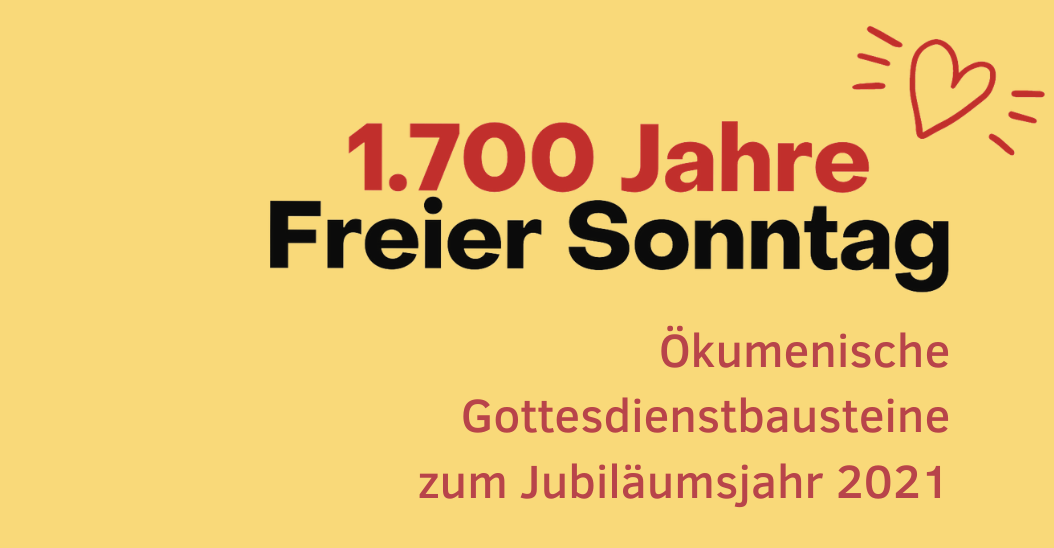 1.700 Jahre
Freier Sonntag
Ökumenische
Gottesdienstbausteine
zum Jubiläumsjahr 2021